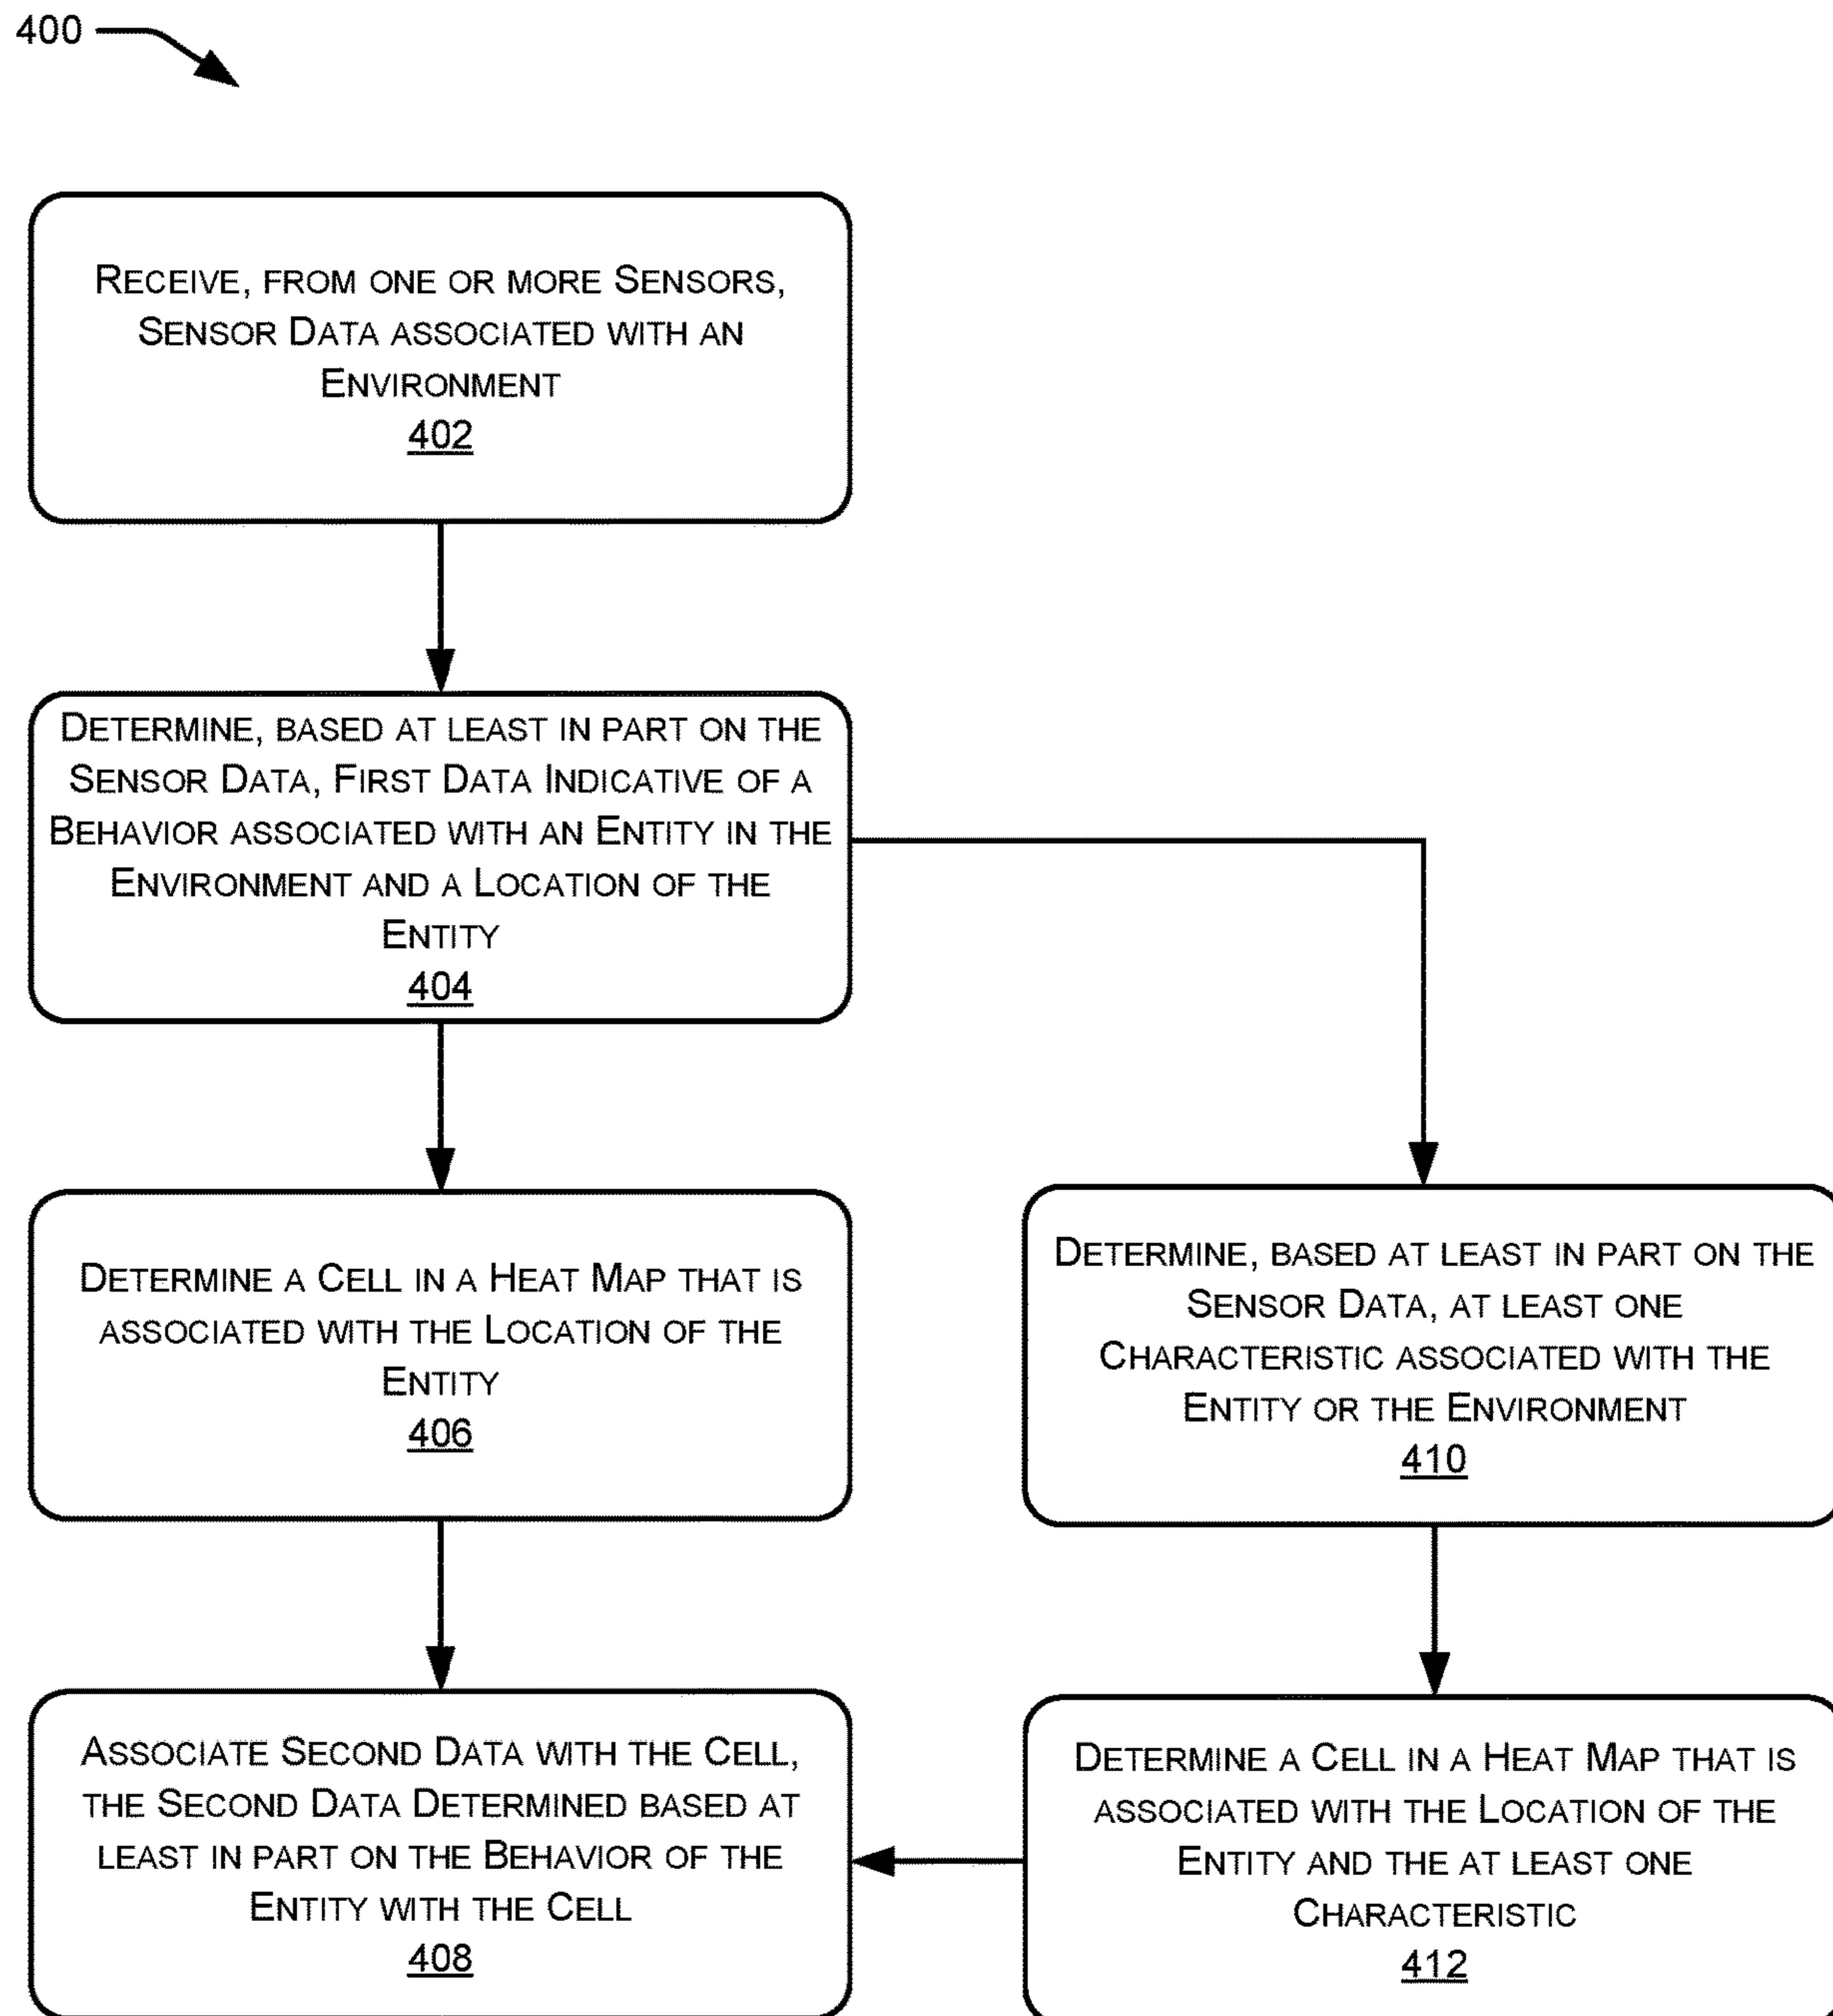 400
RECEIVE, FROM ONE OR MORE SENSORS,
SENSOR DATA ASSOCIATED WITH AN
ENVIRONMENT
402
DETERMINE, BASED AT LEAST IN PART ON THE
SENSOR DATA, FIRST DATA INDICATIVE OF A
BEHAVIOR ASSOCIATED WITH AN ENTITY IN THE
ENVIRONMENT AND A LOCATION OF THE
ENTITY
404
DETERMINE A CELL IN A HEAT MAP THAT IS
ASSOCIATED WITH THE LOCATION OF THE
ENTITY
406
DETERMINE, BASED AT LEAST IN PART ON THE
SENSOR DATA, AT LEAST ONE
CHARACTERISTIC ASSOCIATED WITH THE
ENTITY OR THE ENVIRONMENT
410
ASSOCIATE SECOND DATA WITH THE CELL,
THE SECOND DATA DETERMINED BASED AT
LEAST IN PART ON THE BEHAVIOR OF THE
ENTITY WITH THE CELL
408
DETERMINE A CELL IN A HEAT MAP THAT IS
ASSOCIATED WITH THE LOCATION OF THE
ENTITY AND THE AT LEAST ONE
CHARACTERISTIC
412